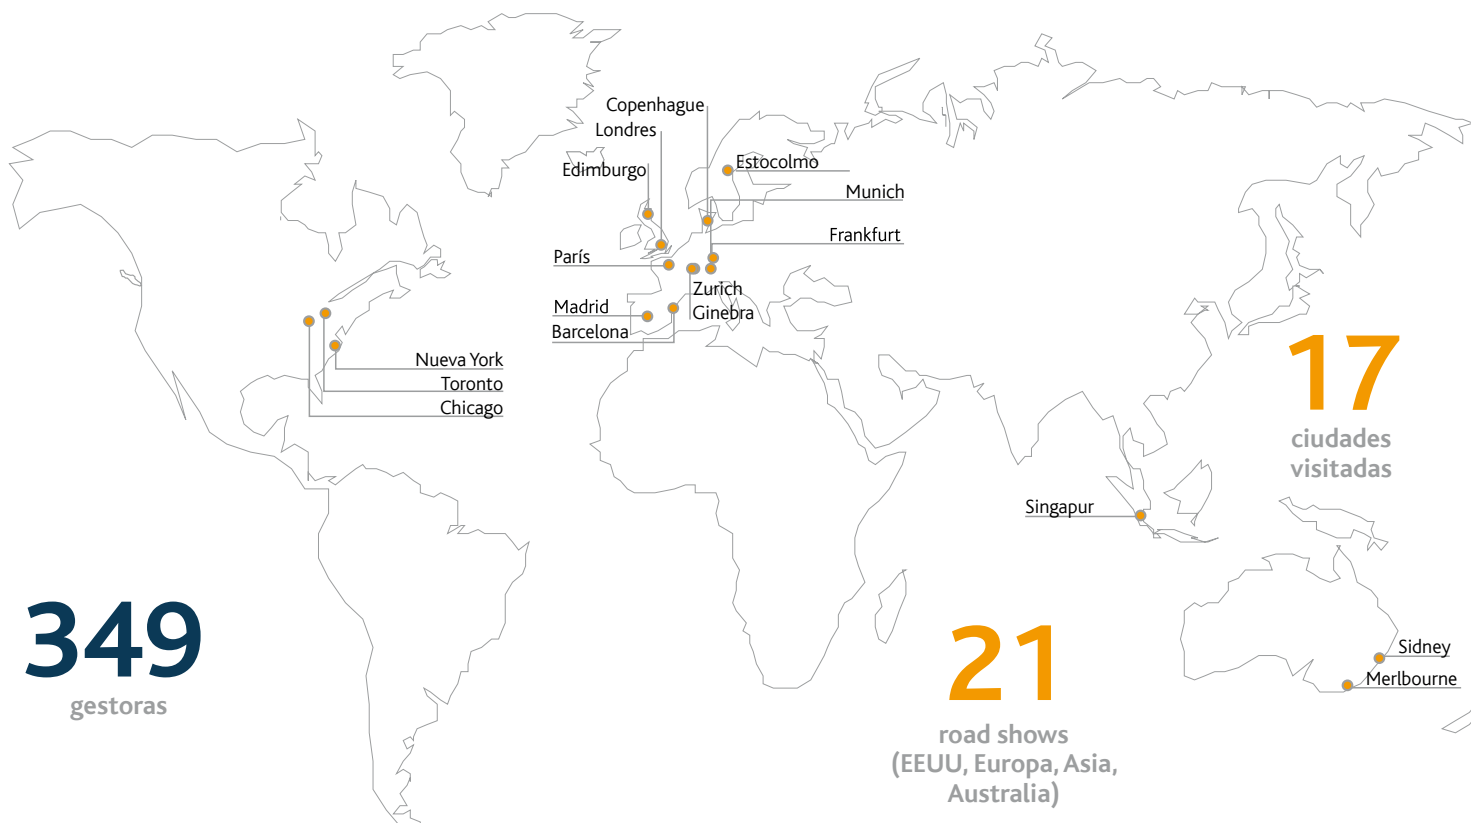 Copenhague
Londres
Edimburgo
Estocolmo
Munich
Frankfurt
París
Zurich
Ginebra
Madrid
Barcelona
Nueva York
Toronto
Chicago
17
ciudades
visitadas
Singapur
349
gestoras
21
road shows
(EEUU, Europa, Asia,
Australia)
Sidney
Merlbourne